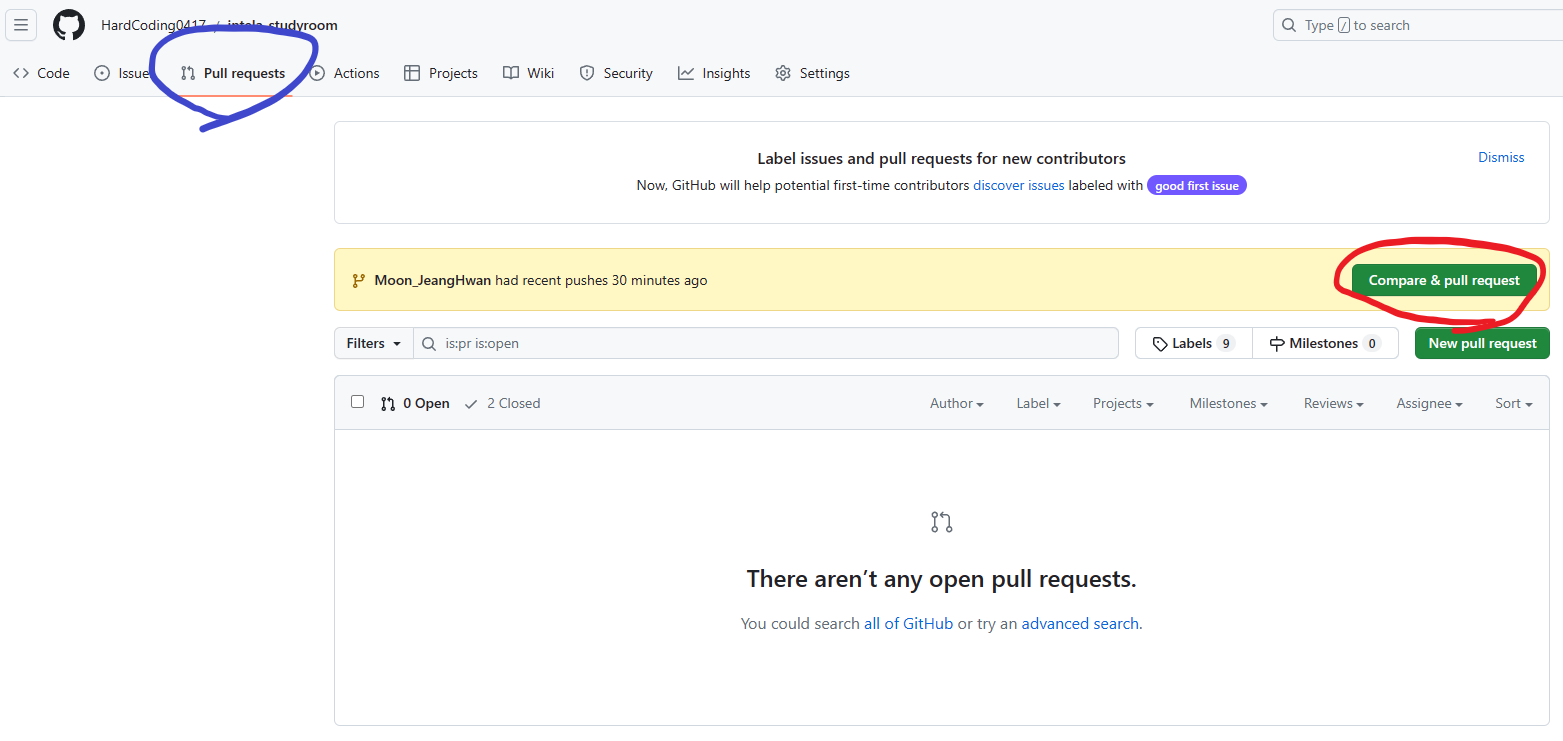 HardCoding0417 / intela_studyroom
Type / to search
Code Issue Pull requests Actions Projects Wiki Security Insights Settings
Label issues and pull requests for new contributors
Dismiss
Now, GitHub will help potential first-time contributors discover issues labeled with good first issue
Moon_JeangHwan had recent pushes 30 minutes ago
Compare & pull request
Filters is:pr is:open Labels 9 Milestones 0 New pull request
0 Open 2 Closed Author Label Projects Milestones Reviews Assignee Sort
There aren’t any open pull requests.
You could search all of GitHub or try an advanced search.